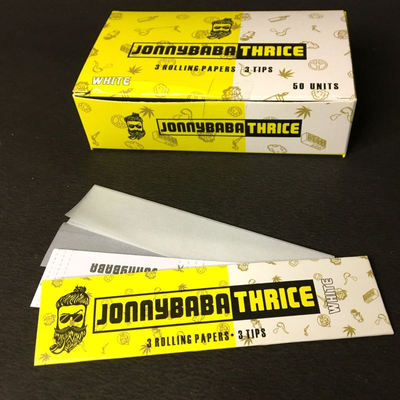 JONNYBABA THRICE
3 ROLLING PAPERS · 3 TIPS
WHITE
50 UNITS
JONNYBABA THRICE
JONNYBABA
JONNYBABA THRICE
WHITE
3 ROLLING PAPERS · 3 TIPS